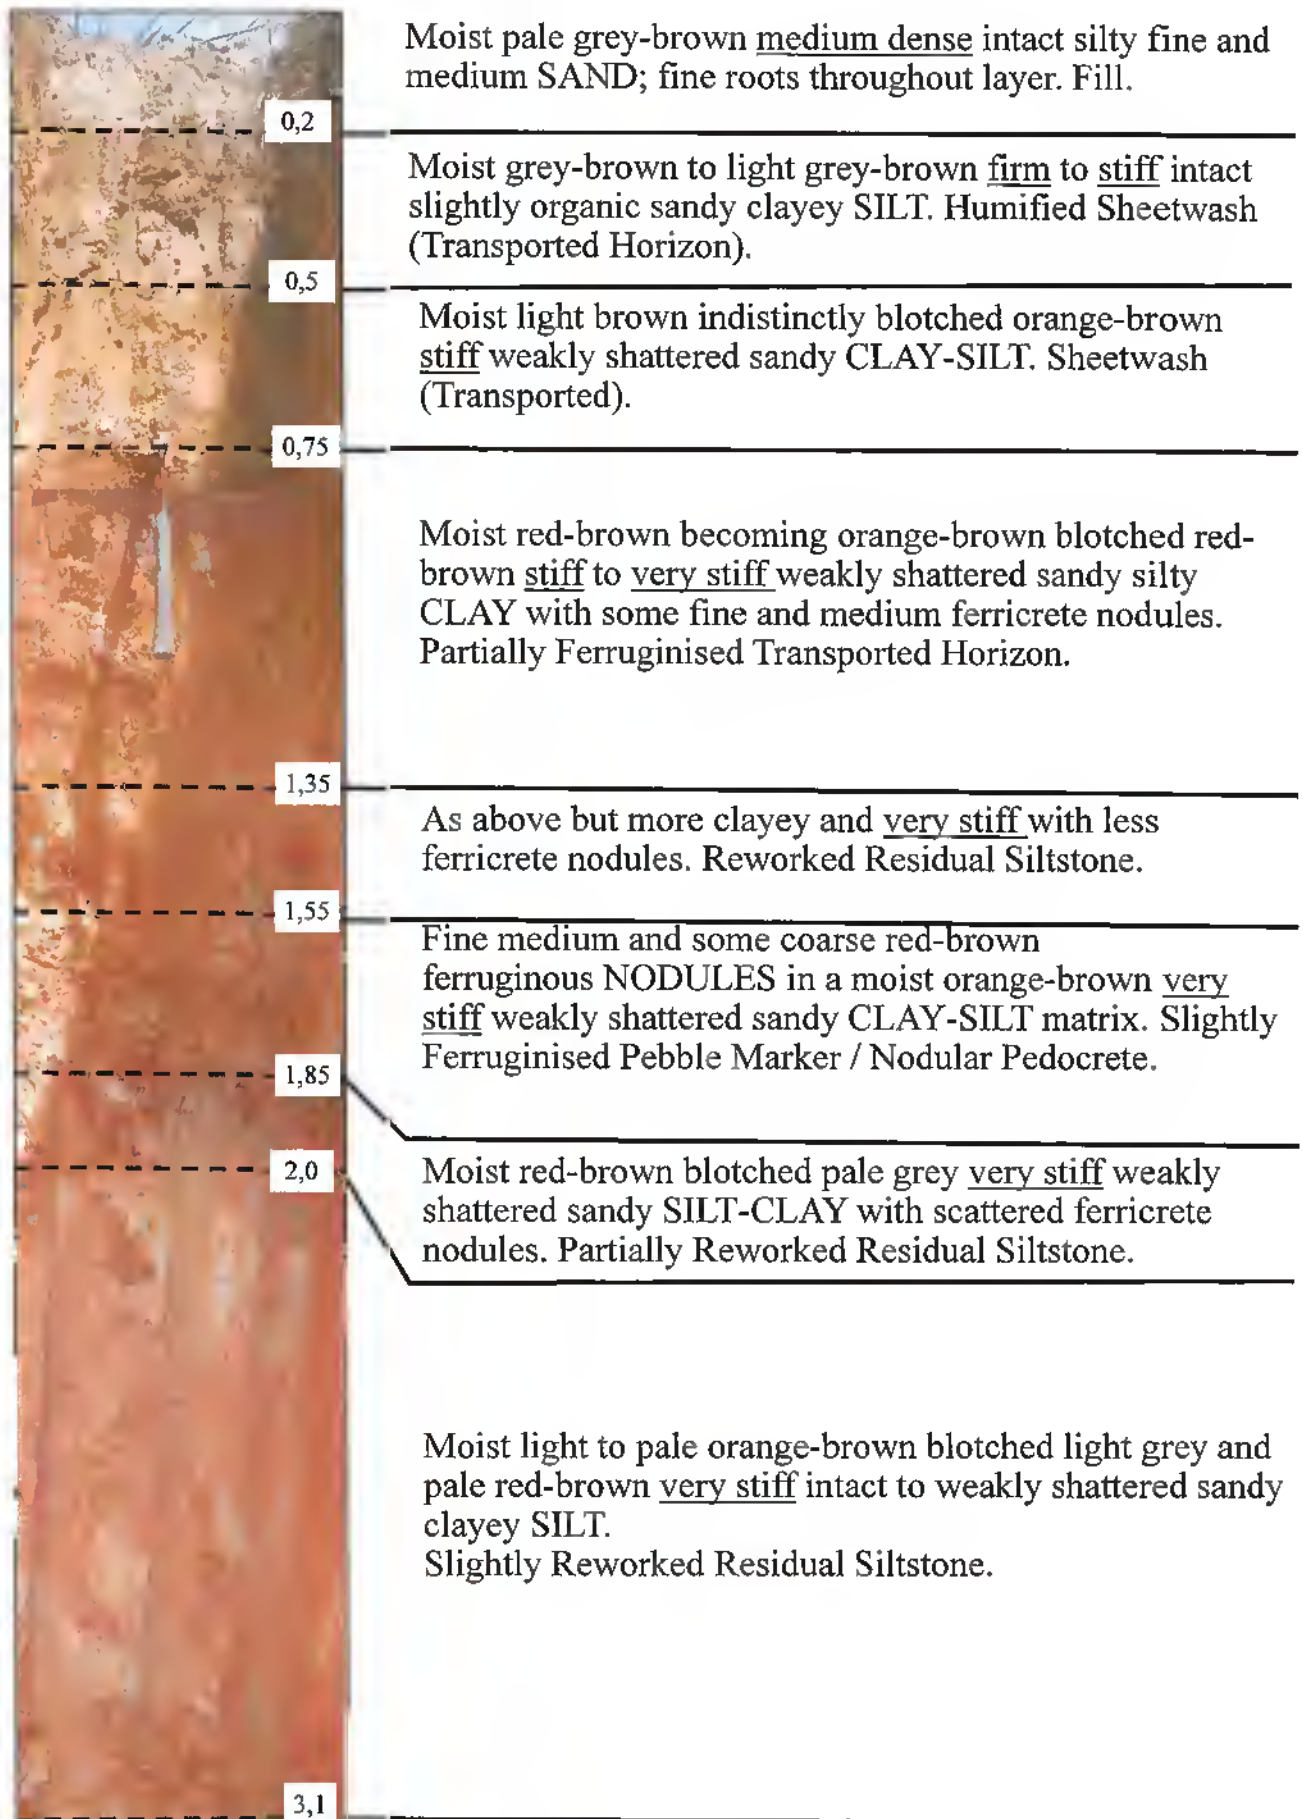 Moist pale grey-brown medium dense intact silty fine and
medium SAND; fine roots throughout layer. Fill.
0,2
Moist grey-brown to light grey-brown firm to stiff intact
slightly organic sandy clayey SILT. Humified Sheetwash
(Transported Horizon).
0,5
Moist light brown indistinctly blotched orange-brown
stiff weakly shattered sandy CLAY-SILT. Sheetwash
(Transported).
0,75
Moist red-brown becoming orange-brown blotched red-
brown stiff to very stiff weakly shattered sandy silty
CLAY with some fine and medium ferricrete nodules.
Partially Ferruginised Transported Horizon.
1,35
As above but more clayey and very stiff with less
ferricrete nodules. Reworked Residual Siltstone.
1,55
Fine medium and some coarse red-brown
ferruginous NODULES in a moist orange-brown very
stiff weakly shattered sandy CLAY-SILT matrix. Slightly
Ferruginised Pebble Marker / Nodular Pedocrete.
1,85
Moist red-brown blotched pale grey very stiff weakly
shattered sandy SILT-CLAY with scattered ferricrete
nodules. Partially Reworked Residual Siltstone.
2,0
Moist light to pale orange-brown blotched light grey and
pale red-brown very stiff intact to weakly shattered sandy
clayey SILT.
Slightly Reworked Residual Siltstone.
3,1